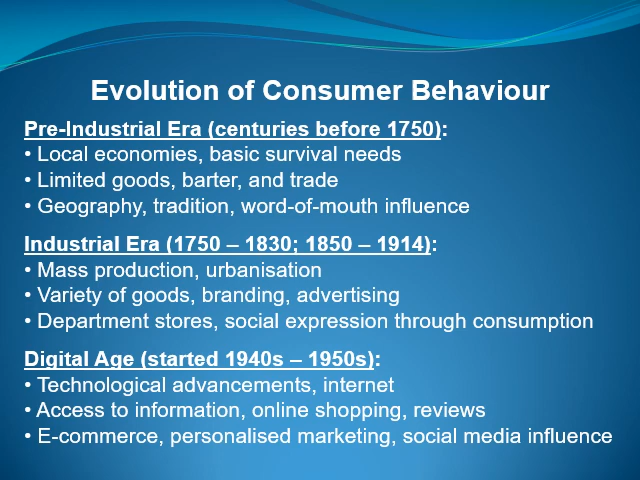 Evolution of Consumer Behaviour
Pre-Industrial Era (centuries before 1750):
• Local economies, basic survival needs
• Limited goods, barter, and trade
• Geography, tradition, word-of-mouth influence
Industrial Era (1750 – 1830; 1850 – 1914):
• Mass production, urbanisation
• Variety of goods, branding, advertising
• Department stores, social expression through consumption
Digital Age (started 1940s – 1950s):
• Technological advancements, internet
• Access to information, online shopping, reviews
• E-commerce, personalised marketing, social media influence